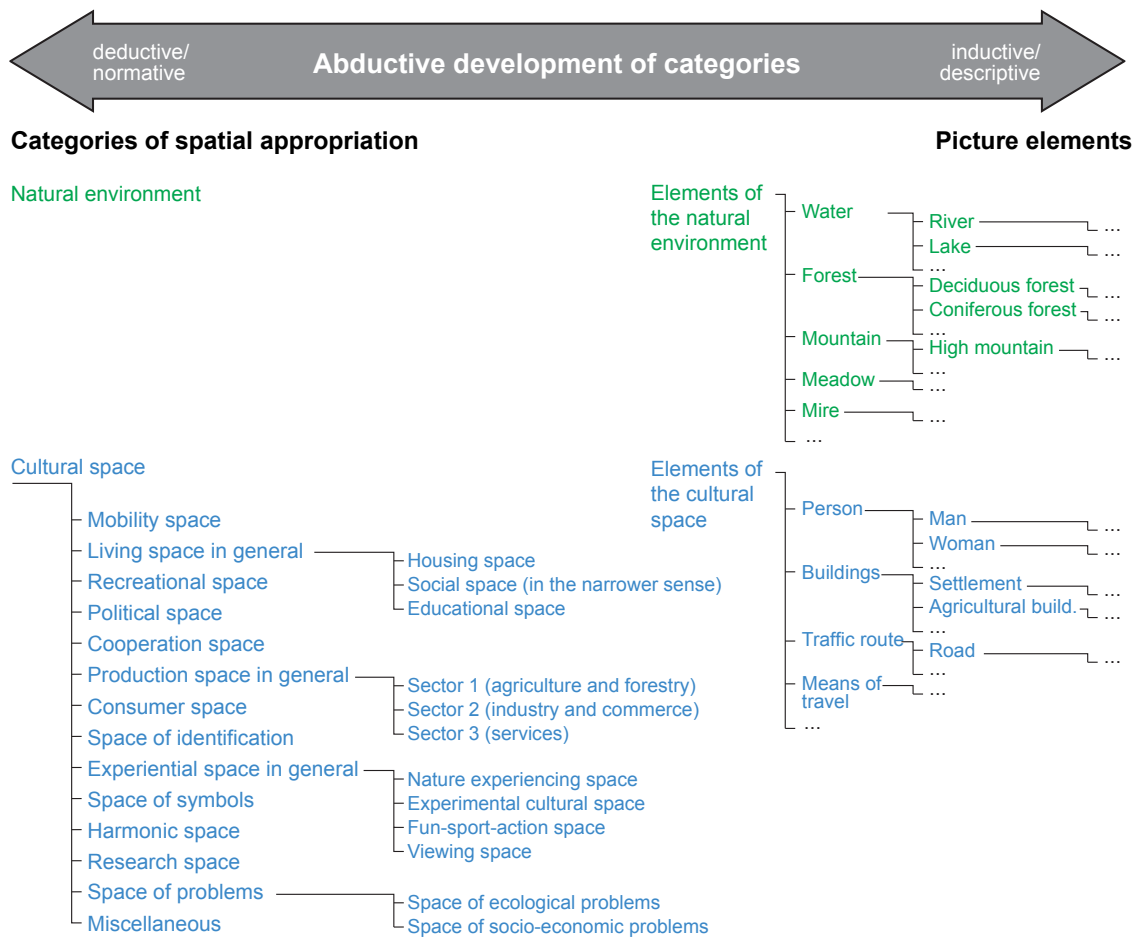 deductive/
normative
Abductive development of categories
inductive/
descriptive
Categories of spatial appropriation
Picture elements
Natural environment
Elements of
the natural
environment
Water
River
...
Lake
...
...
Forest
Deciduous forest
...
Coniferous forest
...
...
Mountain
High mountain
...
...
Meadow
...
Mire
...
...
Cultural space
Mobility space
Living space in general
Housing space
Social space (in the narrower sense)
Educational space
Recreational space
Political space
Cooperation space
Production space in general
Sector 1 (agriculture and forestry)
Sector 2 (industry and commerce)
Sector 3 (services)
Consumer space
Space of identification
Experiential space in general
Nature experiencing space
Experimental cultural space
Fun-sport-action space
Viewing space
Space of symbols
Harmonic space
Research space
Space of problems
Space of ecological problems
Space of socio-economic problems
Miscellaneous
Elements of
the cultural
space
Person
Man
...
Woman
...
...
Buildings
Settlement
...
Agricultural build.
...
...
Traffic route
Road
...
...
Means of
travel
...
...